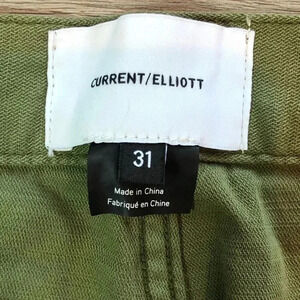 CURRENT/ELLIOTT
31
Made in China
Fabriqué en Chine